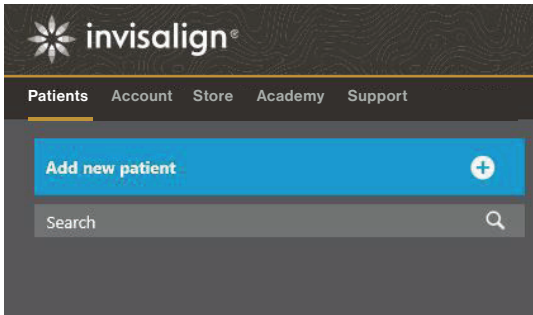 invisalign®
Patients Account Store Academy Support
Add new patient
Search